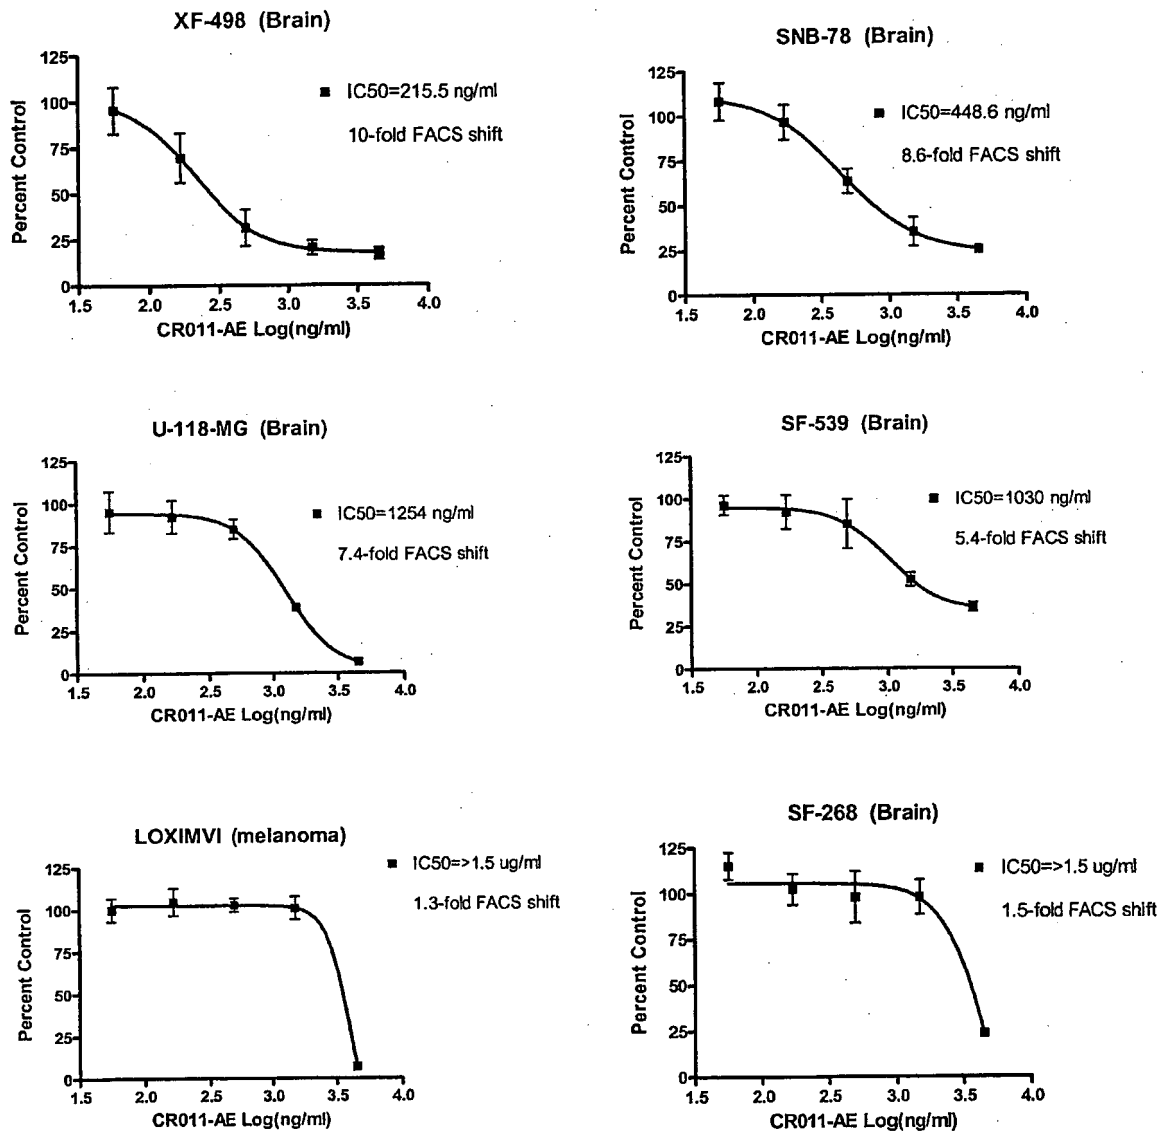 XF-498 (Brain)
125
100
75
50
25
0
1.5 2.0 2.5 3.0 3.5 4.0
Percent Control
CR011-AE Log(ng/ml)
IC50=215.5 ng/ml
10-fold FACS shift
SNB-78 (Brain)
125
100
75
50
25
0
1.5 2.0 2.5 3.0 3.5 4.0
Percent Control
CR011-AE Log(ng/ml)
IC50=448.6 ng/ml
8.6-fold FACS shift
U-118-MG (Brain)
125
100
75
50
25
0
1.5 2.0 2.5 3.0 3.5 4.0
Percent Control
CR011-AE Log(ng/ml)
IC50=1254 ng/ml
7.4-fold FACS shift
SF-539 (Brain)
125
100
75
50
25
0
1.5 2.0 2.5 3.0 3.5 4.0
Percent Control
CR011-AE Log(ng/ml)
IC50=1030 ng/ml
5.4-fold FACS shift
LOXIMVI (melanoma)
125
100
75
50
25
0
1.5 2.0 2.5 3.0 3.5 4.0
Percent Control
CR011-AE Log(ng/ml)
IC50=>1.5 ug/ml
1.3-fold FACS shift
SF-268 (Brain)
125
100
75
50
25
0
1.5 2.0 2.5 3.0 3.5 4.0
Percent Control
CR011-AE Log(ng/ml)
IC50=>1.5 ug/ml
1.5-fold FACS shift